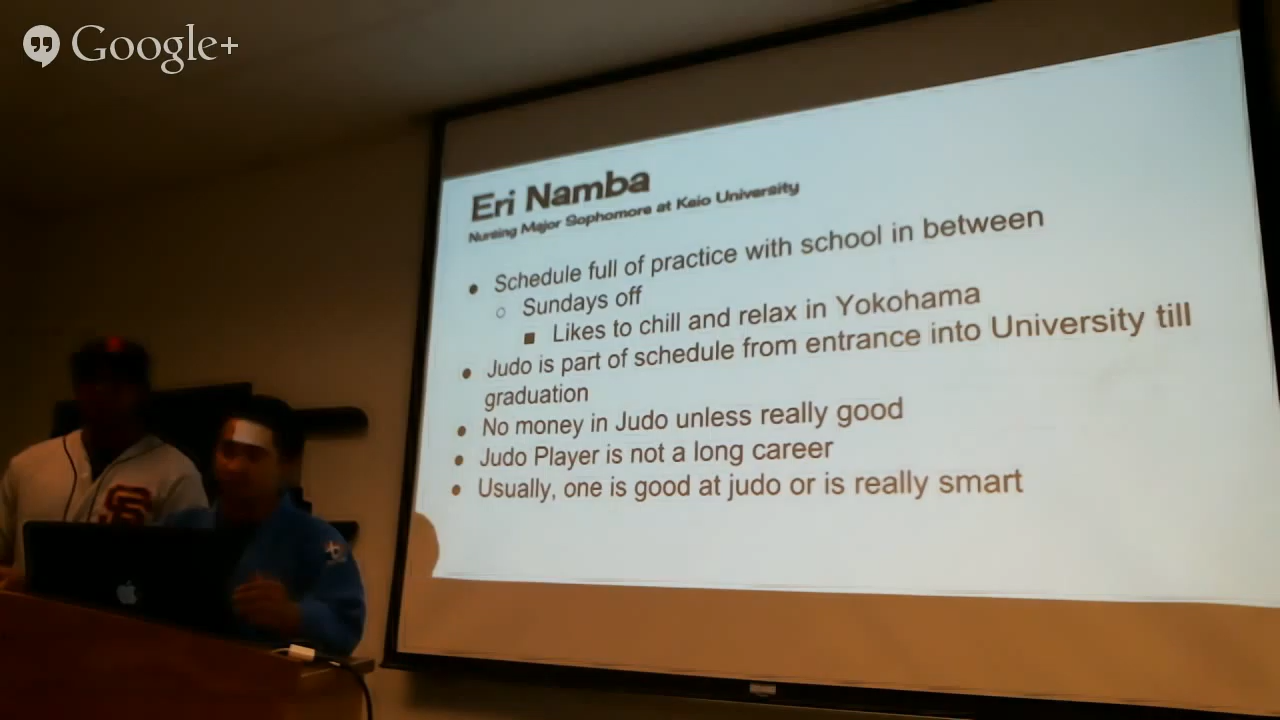 Google+
Eri Namba
Nursing Major Sophomore at Keio University
• Schedule full of practice with school in between
○ Sundays off
■ Likes to chill and relax in Yokohama
• Judo is part of schedule from entrance into University till
graduation
• No money in Judo unless really good
• Judo Player is not a long career
• Usually, one is good at judo or is really smart
SF